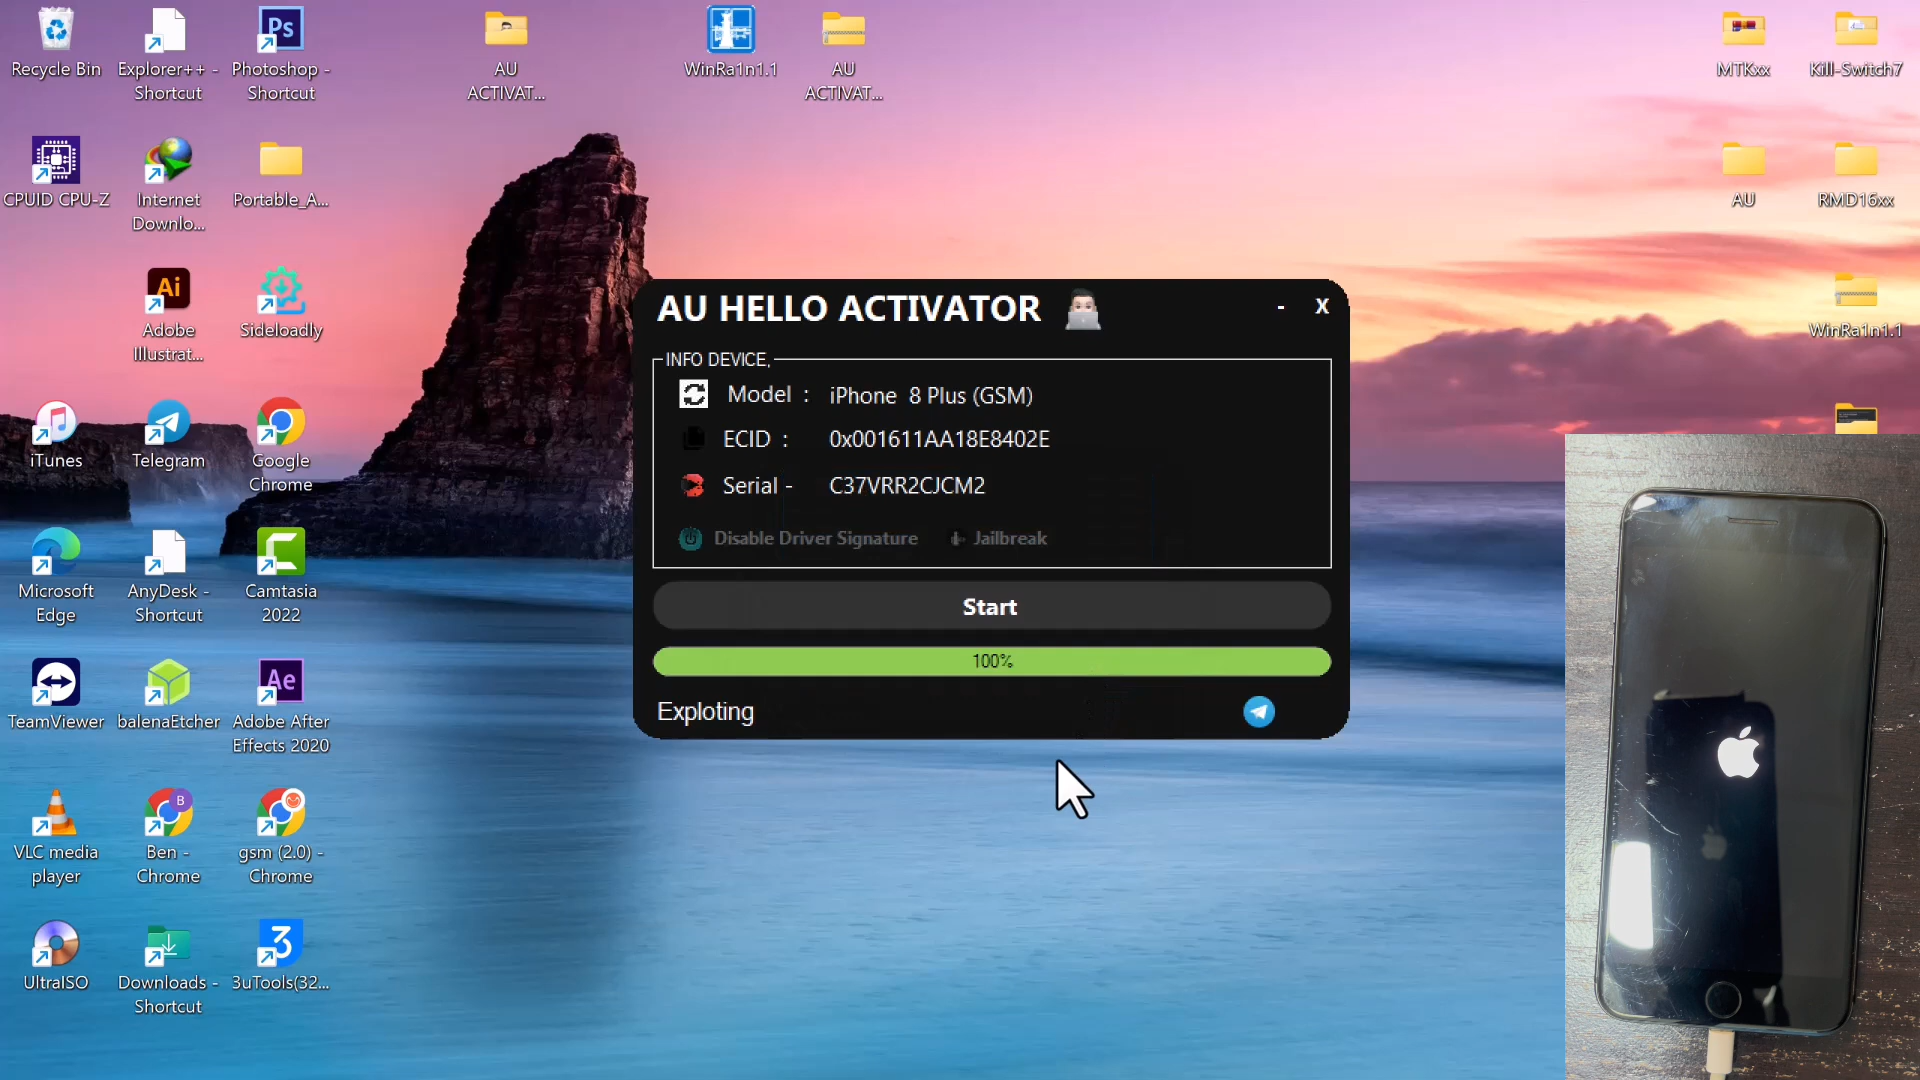 Recycle Bin
Explorer++ -
Shortcut
Ps
Photoshop -
Shortcut
AU
ACTIVAT...
WinRa1n1.1
AU
ACTIVAT...
MTKxx
Kill-Switch7
CPUID CPU-Z
Internet
Downlo...
Portable_A...
AU
RMD16xx
Ai
Adobe
Illustrat...
Sideloadly
WinRa1n1.1
iTunes
Telegram
Google
Chrome
Microsoft
Edge
AnyDesk -
Shortcut
Camtasia
2022
TeamViewer
balenaEtcher
Ae
Adobe After
Effects 2020
VLC media
player
B
Ben -
Chrome
gsm (2.0) -
Chrome
UltraISO
Downloads -
Shortcut
3
3uTools(32...
AU HELLO ACTIVATOR
- X
INFO DEVICE,
Model : iPhone 8 Plus (GSM)
ECID : 0x001611AA18E8402E
Serial - C37VRR2CJCM2
Disable Driver Signature
Jailbreak
Start
100%
Exploting